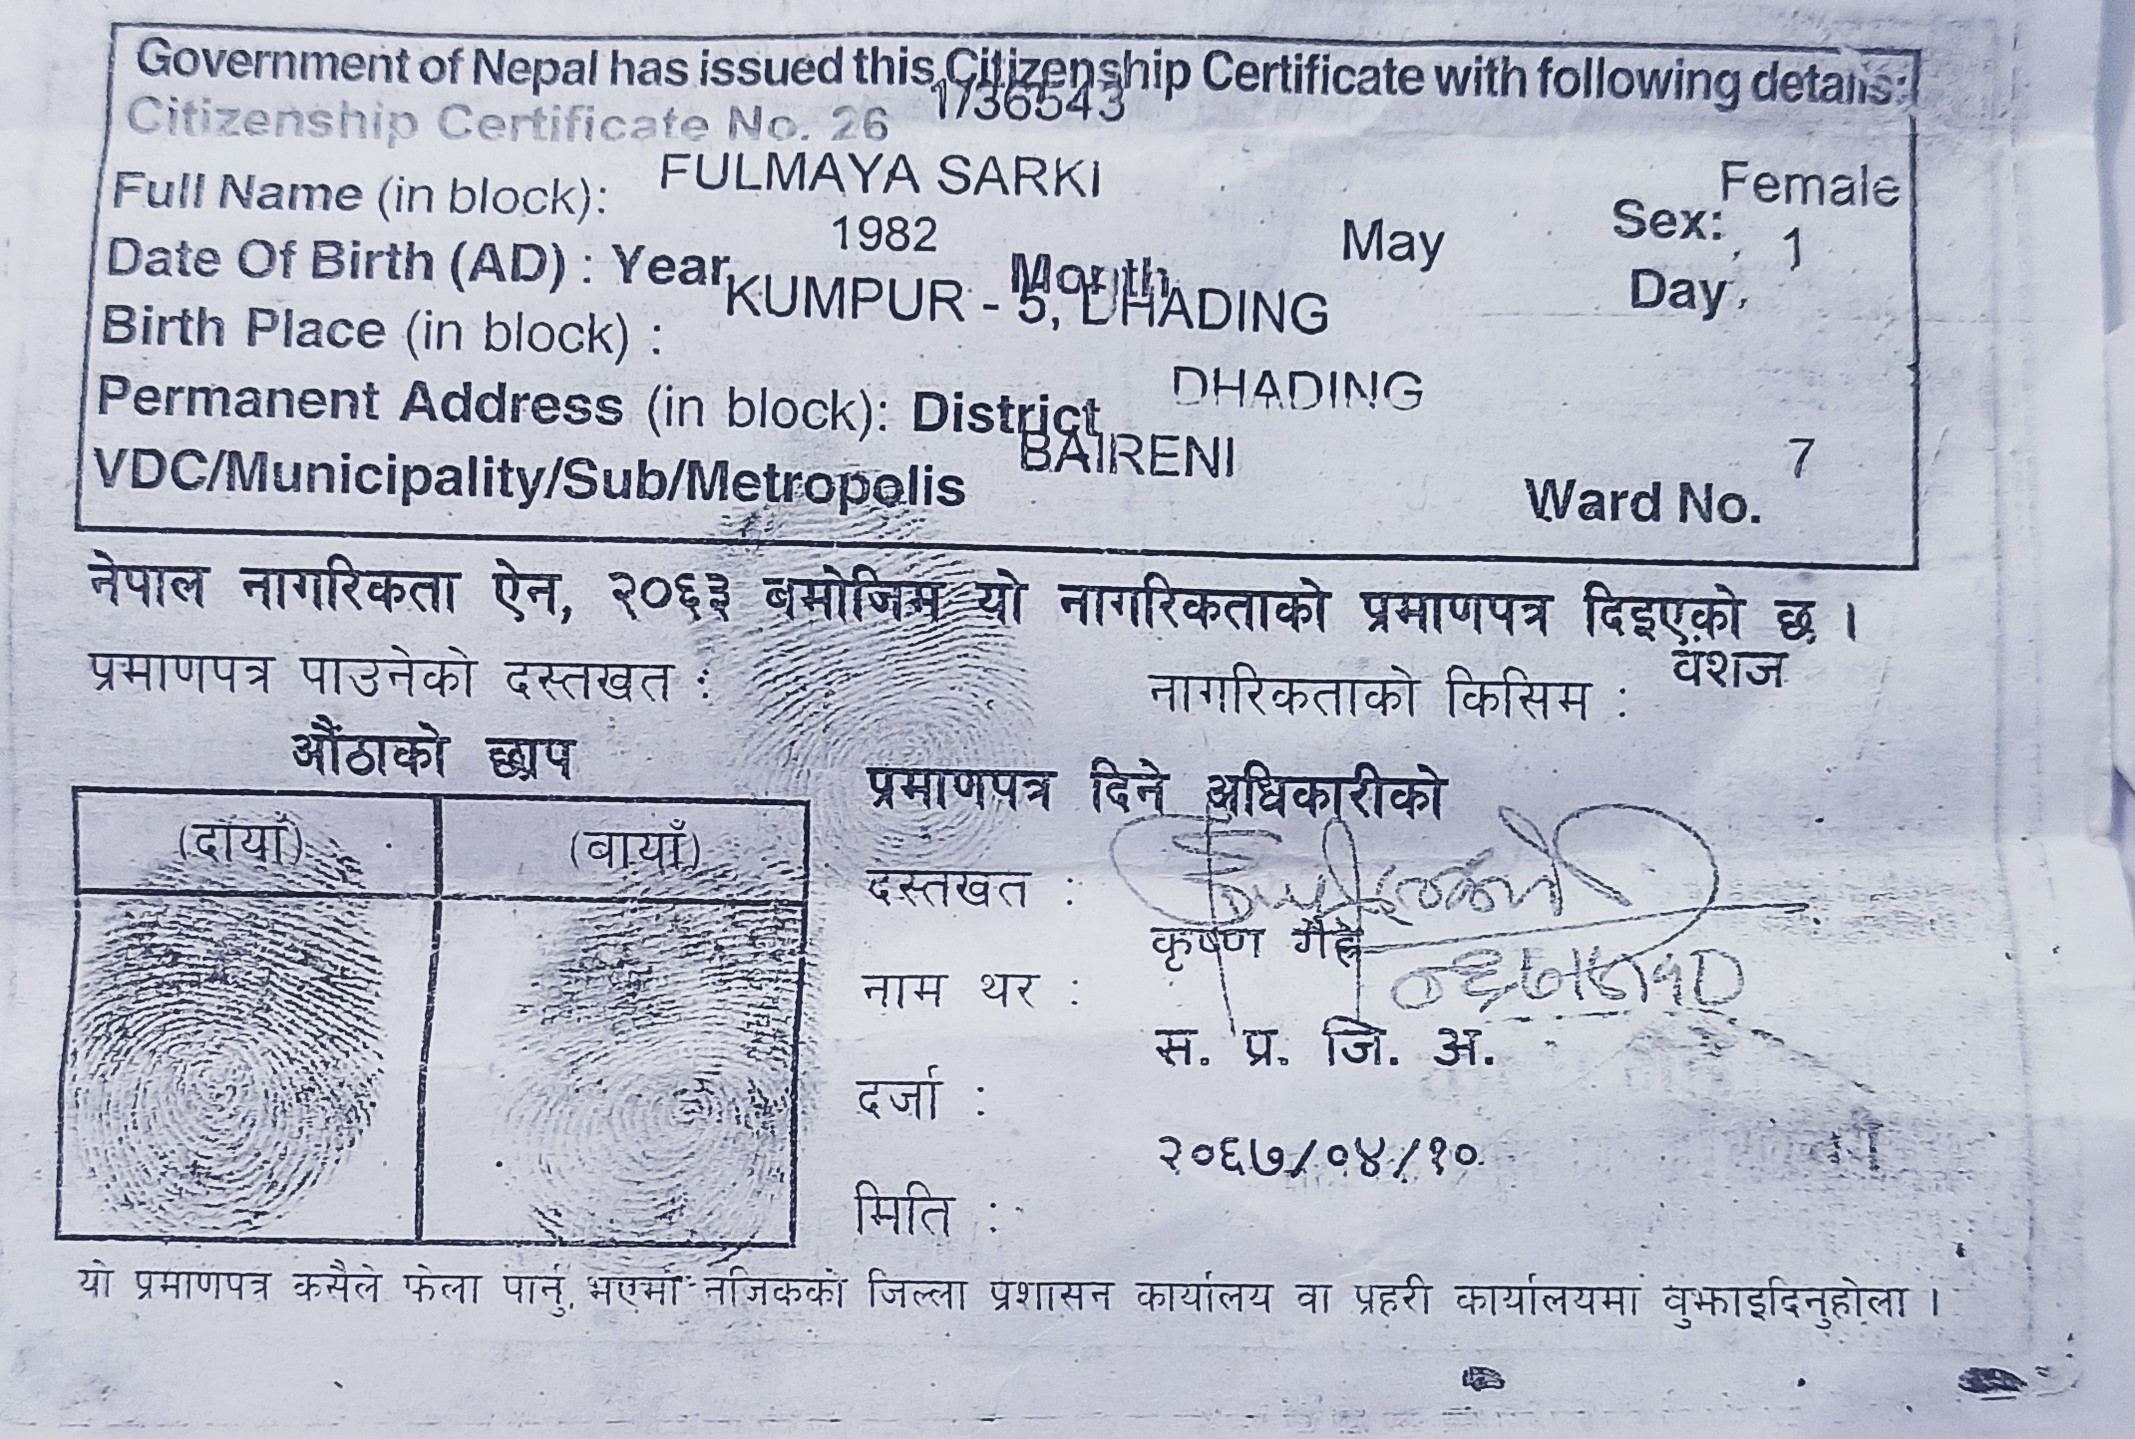 Government of Nepal has issued this Citizenship Certificate with following details:
Citizenship Certificate No. 26 1/36543
Full Name (in block): FULMAYA SARKI Sex: Female
Date Of Birth (AD) : Year 1982 Month May Day 1
Birth Place (in block) : KUMPUR - 5, DHADING
Permanent Address (in block): District DHADING
VDC/Municipality/Sub/Metropolis BAIRENI Ward No. 7
नेपाल नागरिकता ऐन, २०६३ बमोजिम यो नागरिकताको प्रमाणपत्र दिइएको छ ।
प्रमाणपत्र पाउनेको दस्तखत : नागरिकताको किसिम : वंशज
औंठाको छाप
(दायाँ) (वायाँ)
प्रमाणपत्र दिने अधिकारीको
दस्तखत :
नाम थर : कृष्ण गैह्रे
दर्जा : स. प्र. जि. अ.
मिति : २०६७/०४/१०
यो प्रमाणपत्र कसैले फेला पार्नु भएमा नजिकको जिल्ला प्रशासन कार्यालय वा प्रहरी कार्यालयमा वुझाइदिनुहोला ।